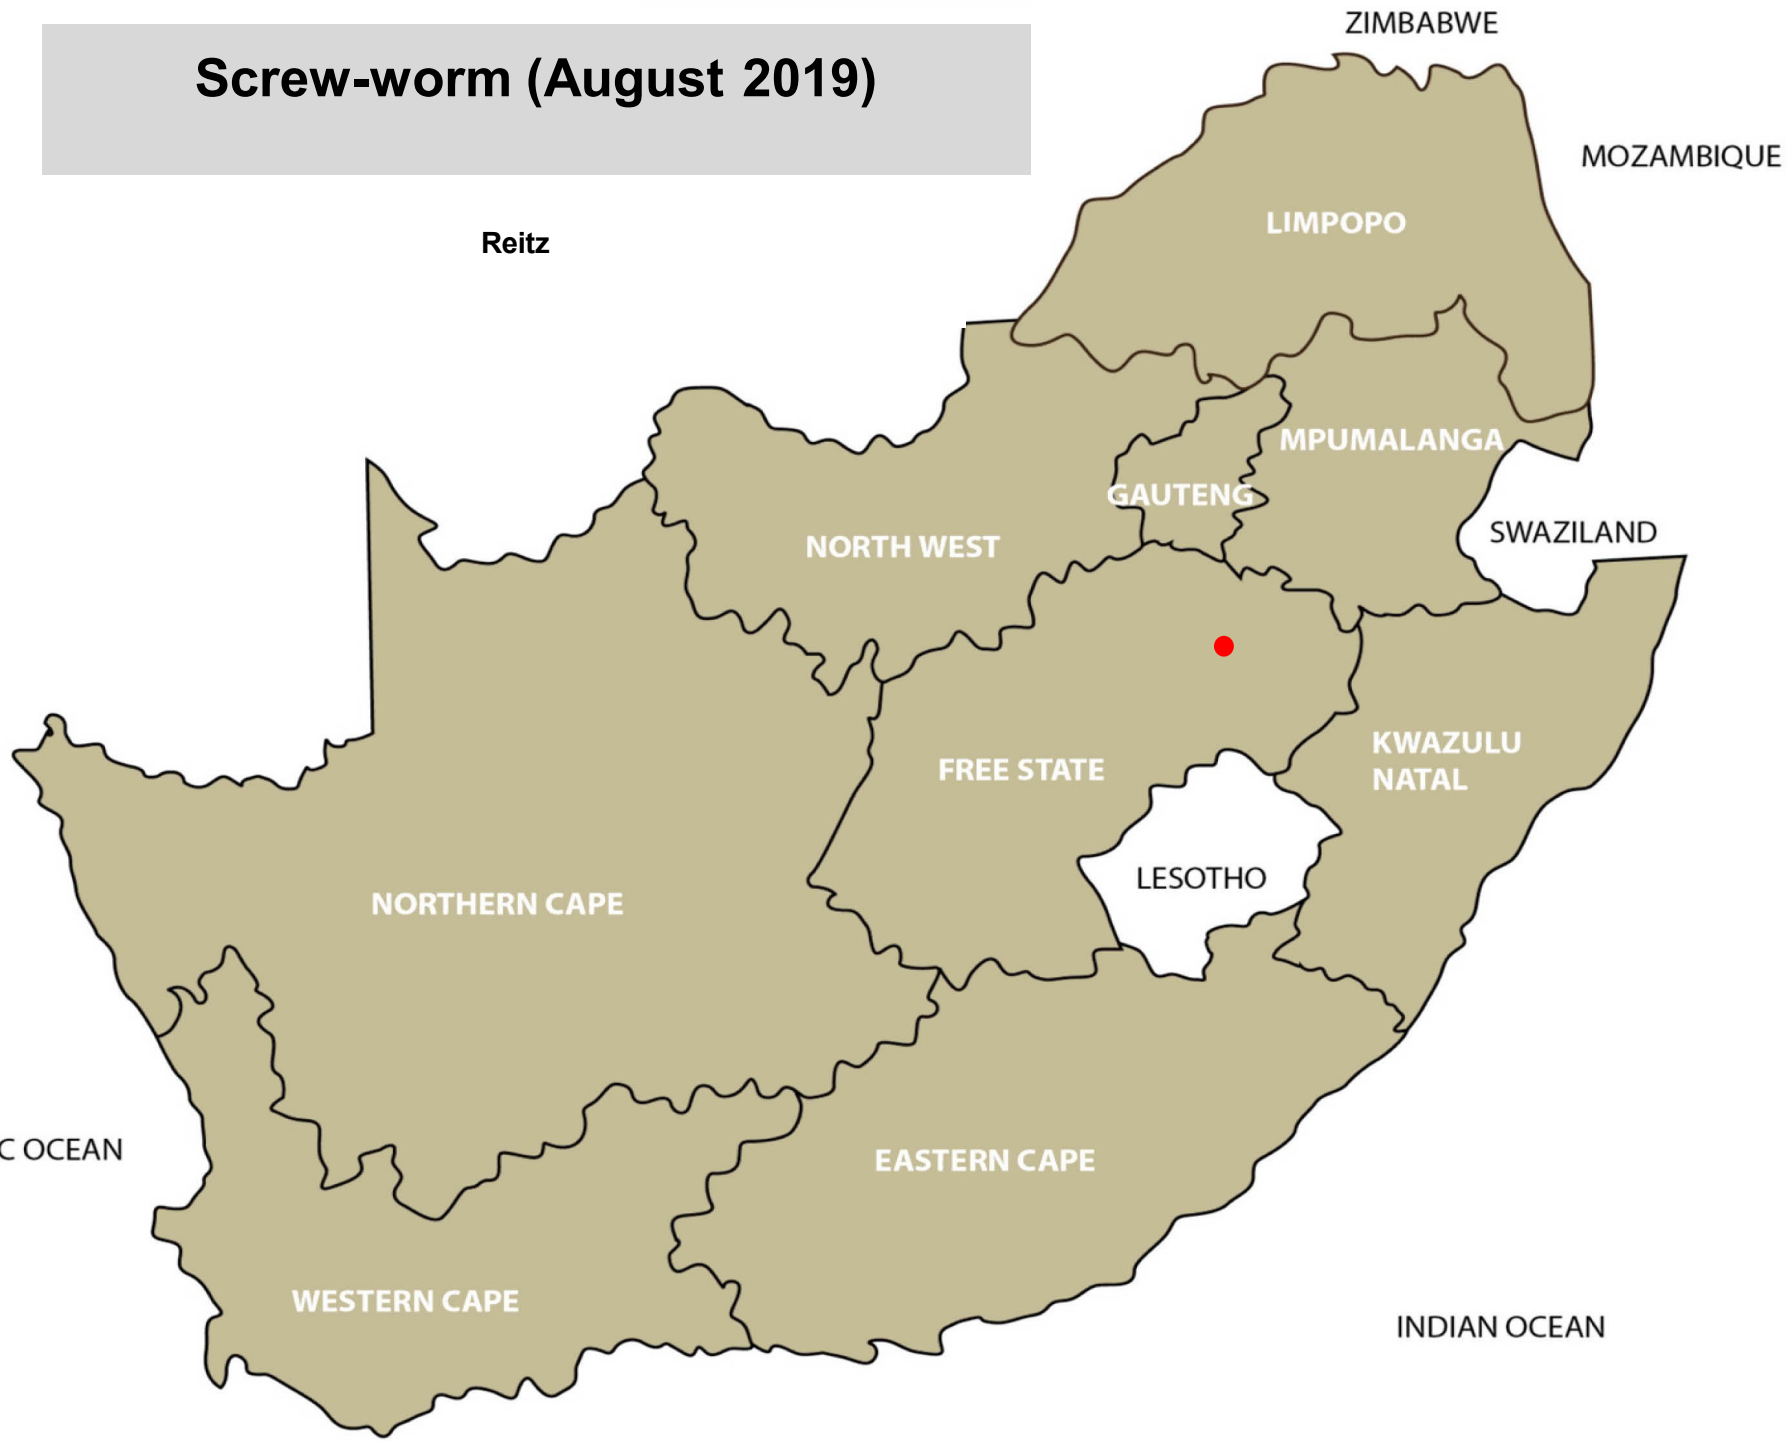 Screw-worm (August 2019)
ZIMBABWE
MOZAMBIQUE
LIMPOPO
Reitz
MPUMALANGA
GAUTENG
SWAZILAND
NORTH WEST
KWAZULU
NATAL
FREE STATE
LESOTHO
NORTHERN CAPE
C OCEAN
EASTERN CAPE
WESTERN CAPE
INDIAN OCEAN